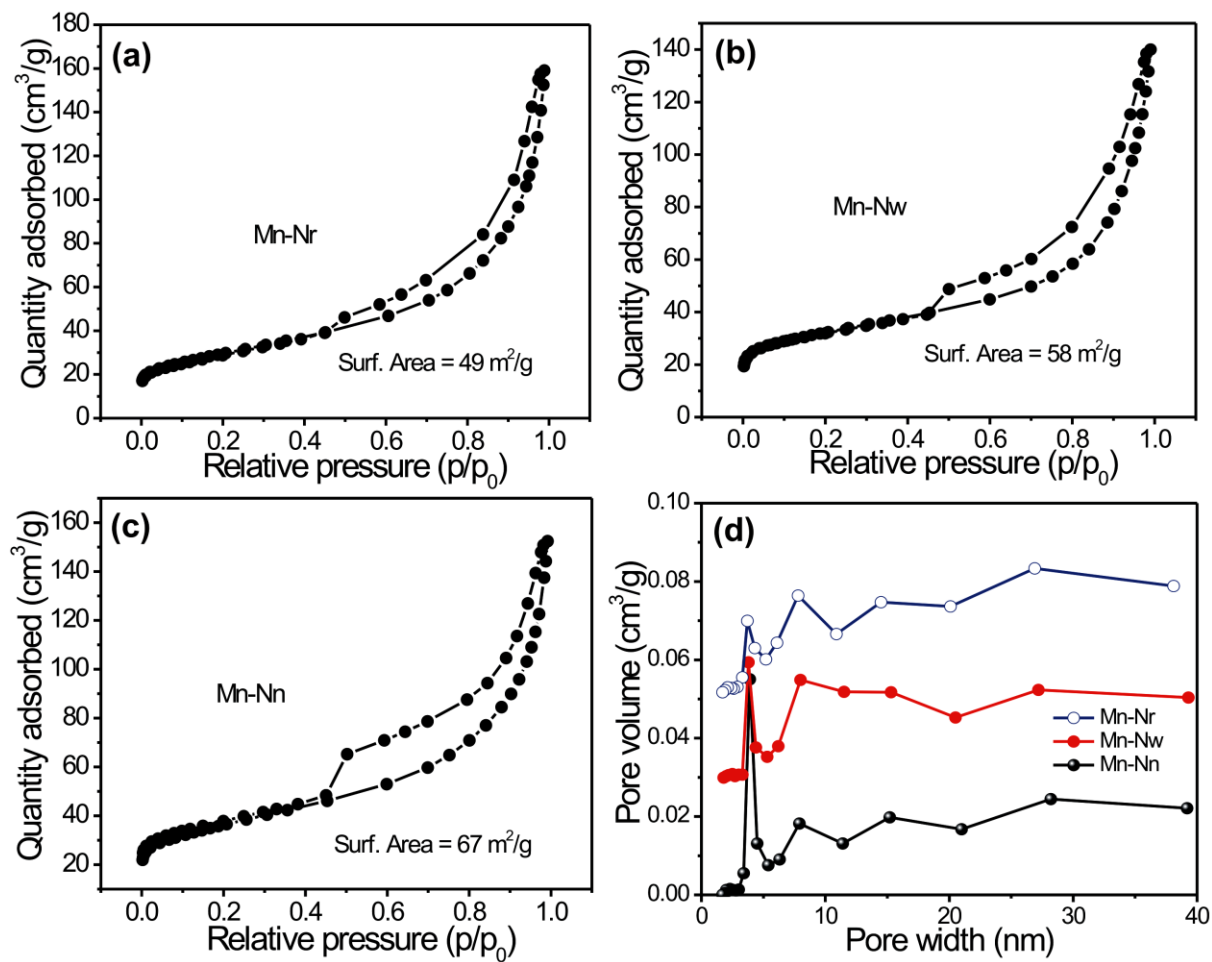 (a)
Quantity adsorbed (cm³/g)
180
160
140
120
100
80
60
40
20
0
Mn-Nr
Surf. Area = 49 m²/g
0.0 0.2 0.4 0.6 0.8 1.0
Relative pressure (p/p₀)
(b)
Quantity adsorbed (cm³/g)
140
120
100
80
60
40
20
0
Mn-Nw
Surf. Area = 58 m²/g
0.0 0.2 0.4 0.6 0.8 1.0
Relative pressure (p/p₀)
(c)
Quantity adsorbed (cm³/g)
160
140
120
100
80
60
40
20
Mn-Nn
Surf. Area = 67 m²/g
0.0 0.2 0.4 0.6 0.8 1.0
Relative pressure (p/p₀)
(d)
Pore volume (cm³/g)
0.10
0.08
0.06
0.04
0.02
0.00
Mn-Nr
Mn-Nw
Mn-Nn
0 10 20 30 40
Pore width (nm)